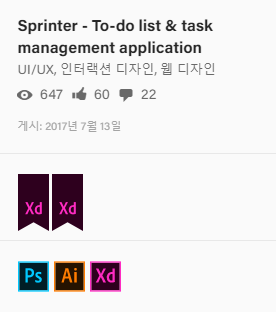 Sprinter - To-do list & task
management application
UI/UX, 인터랙션 디자인, 웹 디자인
647 60 22
게시: 2017년 7월 13일
Xd Xd
Ps Ai Xd